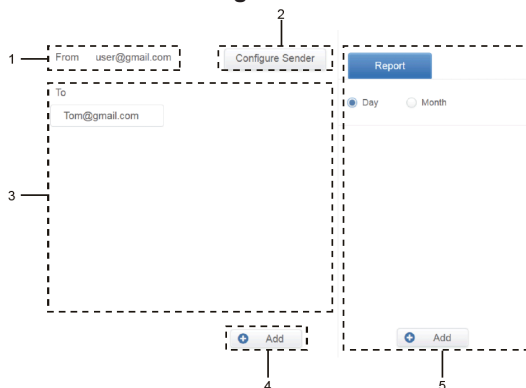 2
1
From user@gmail.com
Configure Sender
Report
To
Tom@gmail.com
Day
Month
3
Add
Add
4
5